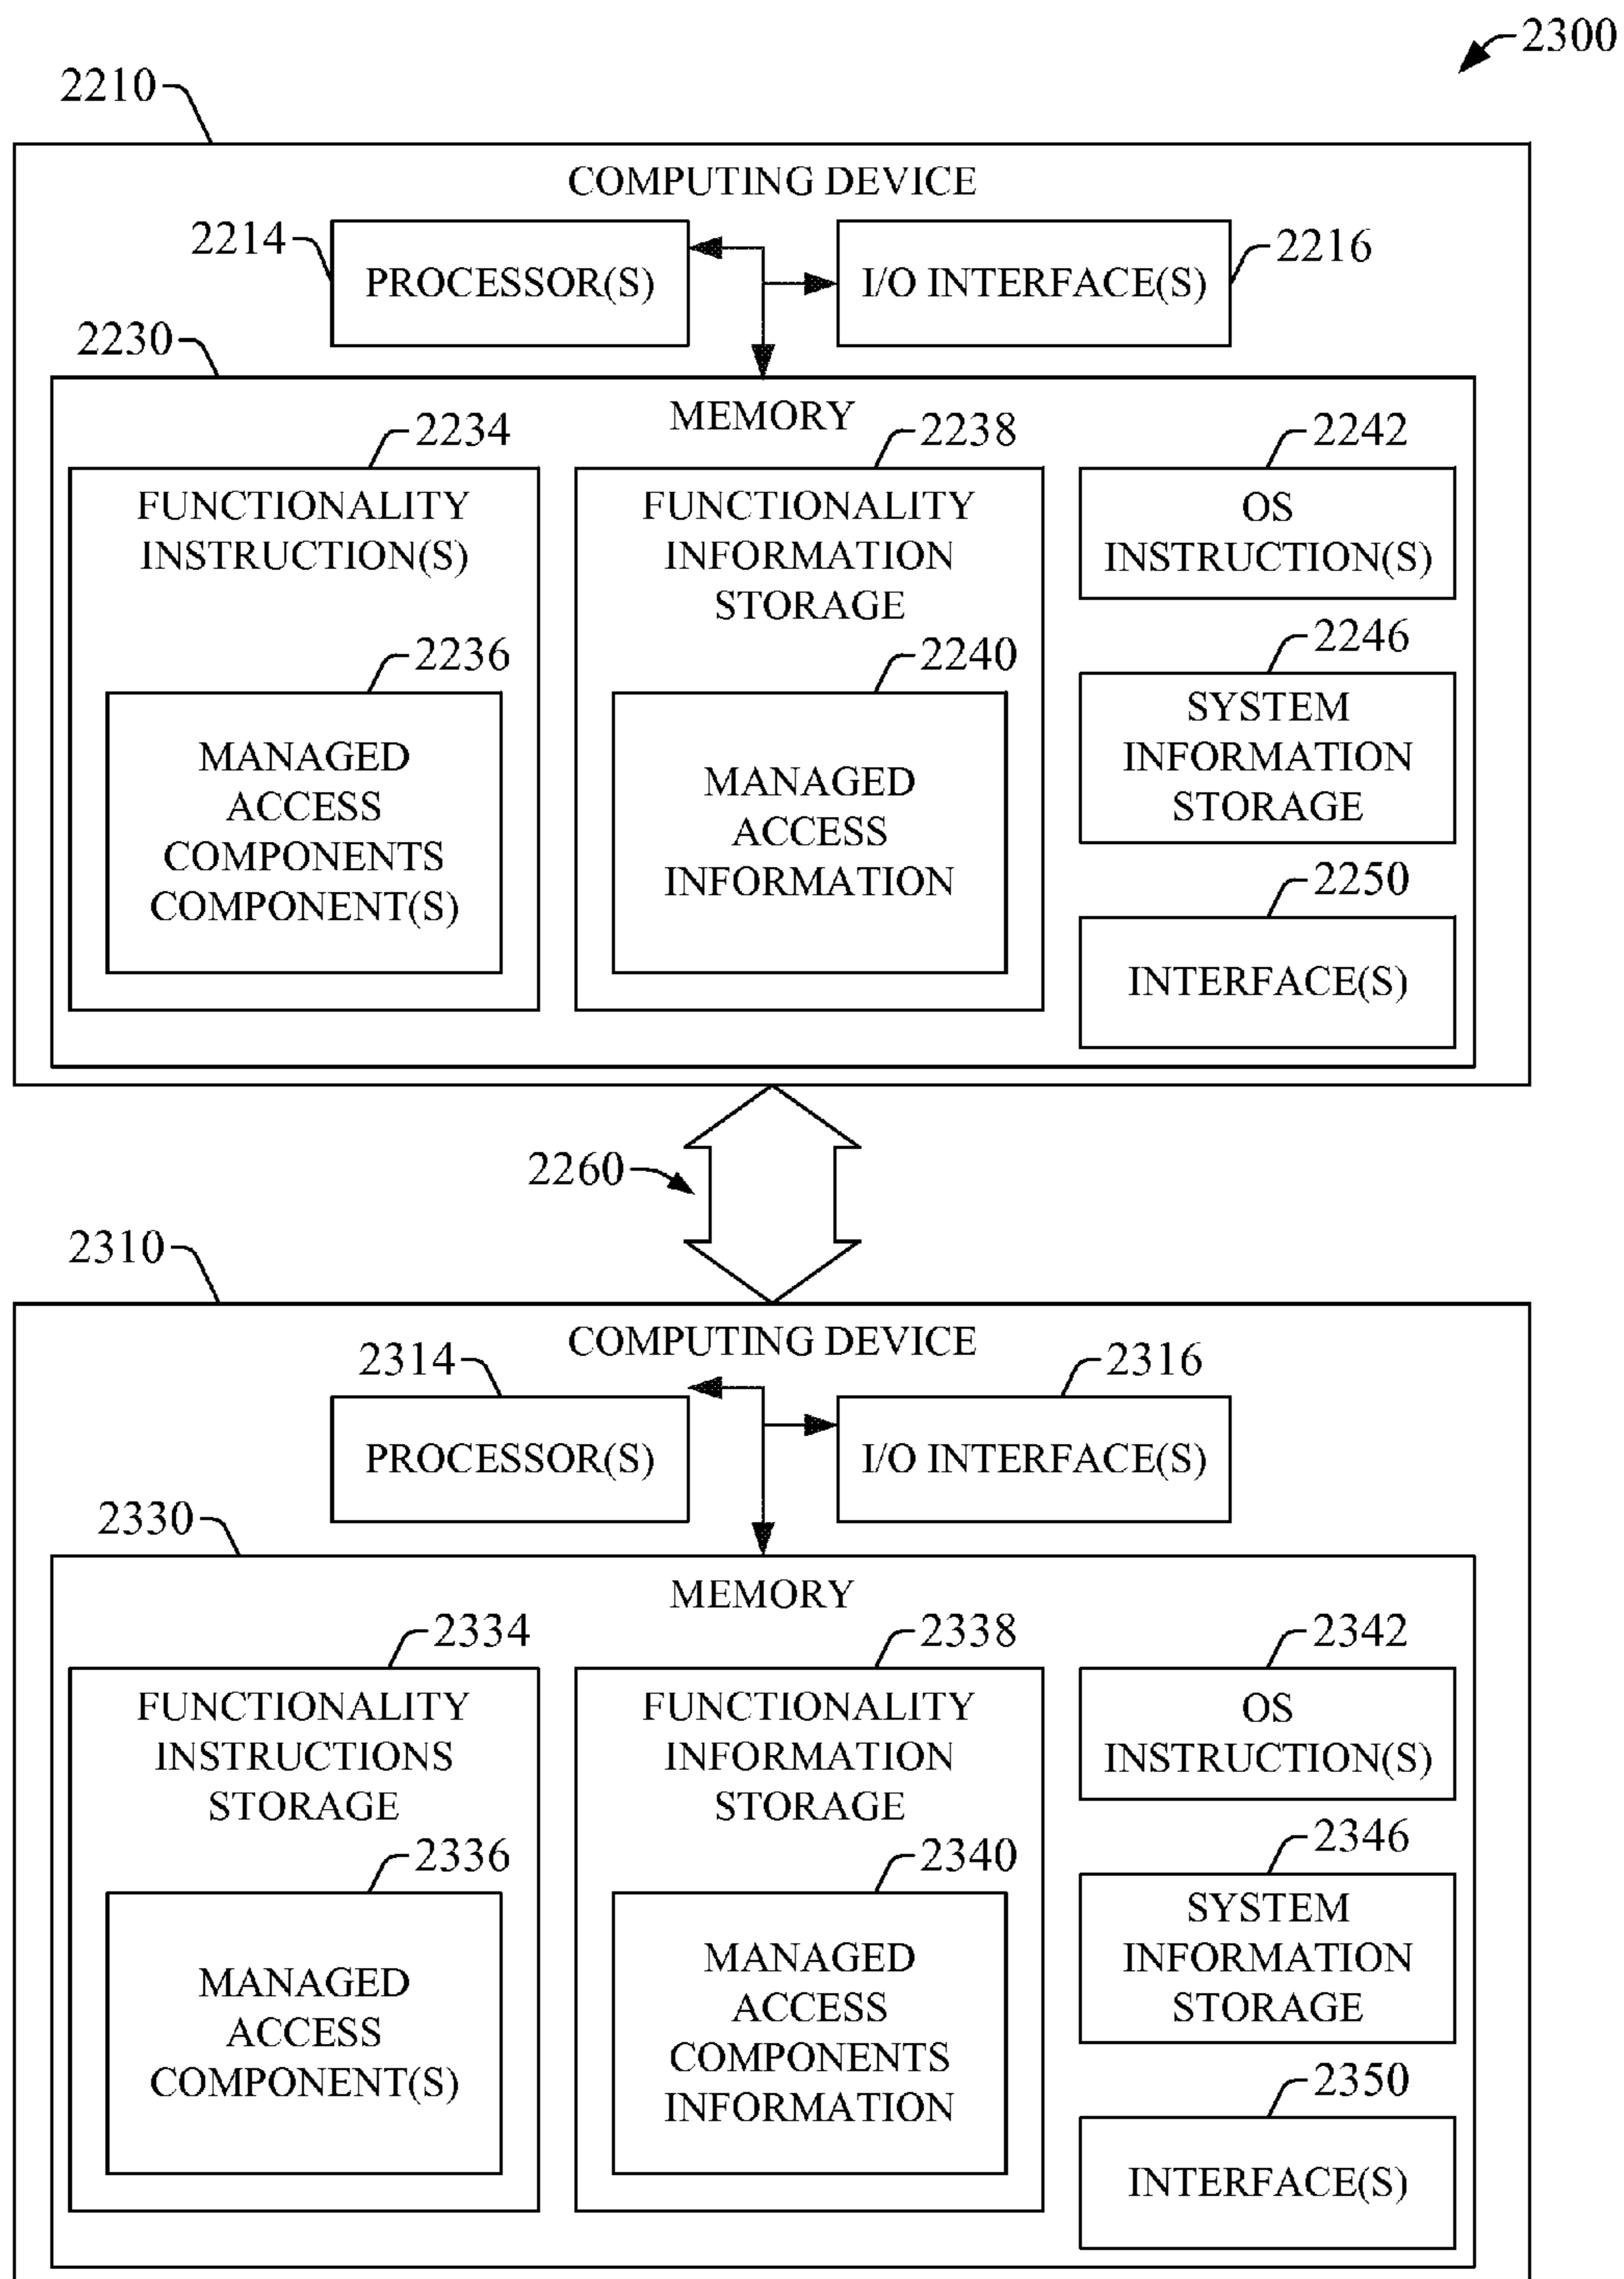 2300
2210
COMPUTING DEVICE
2214
PROCESSOR(S)
I/O INTERFACE(S)
2216
2230
MEMORY
2234
FUNCTIONALITY
INSTRUCTION(S)
2236
MANAGED
ACCESS
COMPONENTS
COMPONENT(S)
2238
FUNCTIONALITY
INFORMATION
STORAGE
2240
MANAGED
ACCESS
INFORMATION
2242
OS
INSTRUCTION(S)
2246
SYSTEM
INFORMATION
STORAGE
2250
INTERFACE(S)
2260
2310
COMPUTING DEVICE
2314
PROCESSOR(S)
2316
I/O INTERFACE(S)
2330
MEMORY
2334
FUNCTIONALITY
INSTRUCTIONS
STORAGE
2336
MANAGED
ACCESS
COMPONENT(S)
2338
FUNCTIONALITY
INFORMATION
STORAGE
2340
MANAGED
ACCESS
COMPONENTS
INFORMATION
2342
OS
INSTRUCTION(S)
2346
SYSTEM
INFORMATION
STORAGE
2350
INTERFACE(S)